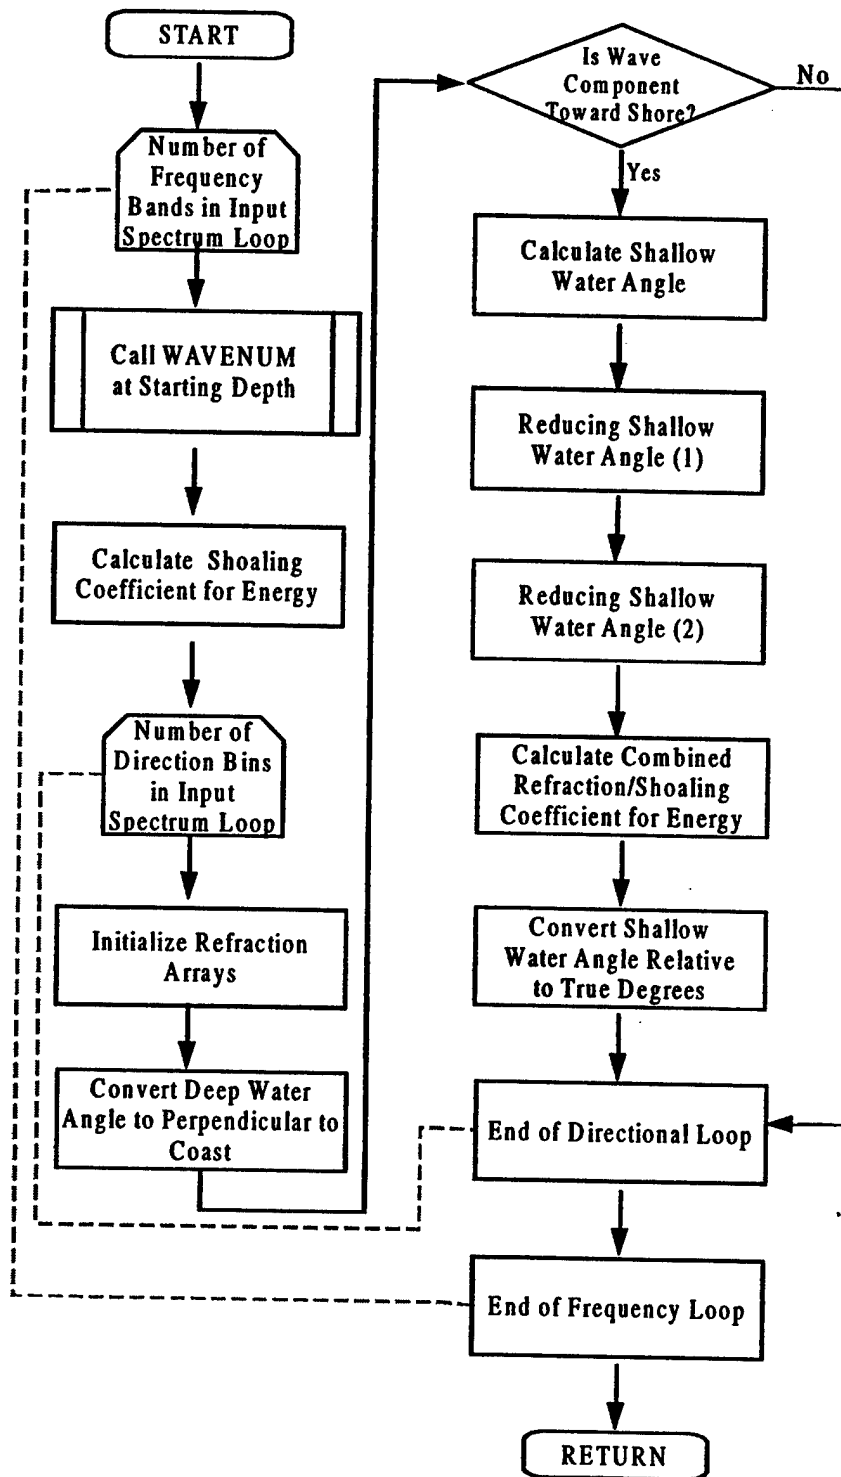 START
Number of
Frequency
Bands in Input
Spectrum Loop
Call WAVENUM
at Starting Depth
Calculate Shoaling
Coefficient for Energy
Number of
Direction Bins
in Input
Spectrum Loop
Initialize Refraction
Arrays
Convert Deep Water
Angle to Perpendicular to
Coast
Is Wave
Component
Toward Shore?
No
Yes
Calculate Shallow
Water Angle
Reducing Shallow
Water Angle (1)
Reducing Shallow
Water Angle (2)
Calculate Combined
Refraction/Shoaling
Coefficient for Energy
Convert Shallow
Water Angle Relative
to True Degrees
End of Directional Loop
End of Frequency Loop
RETURN